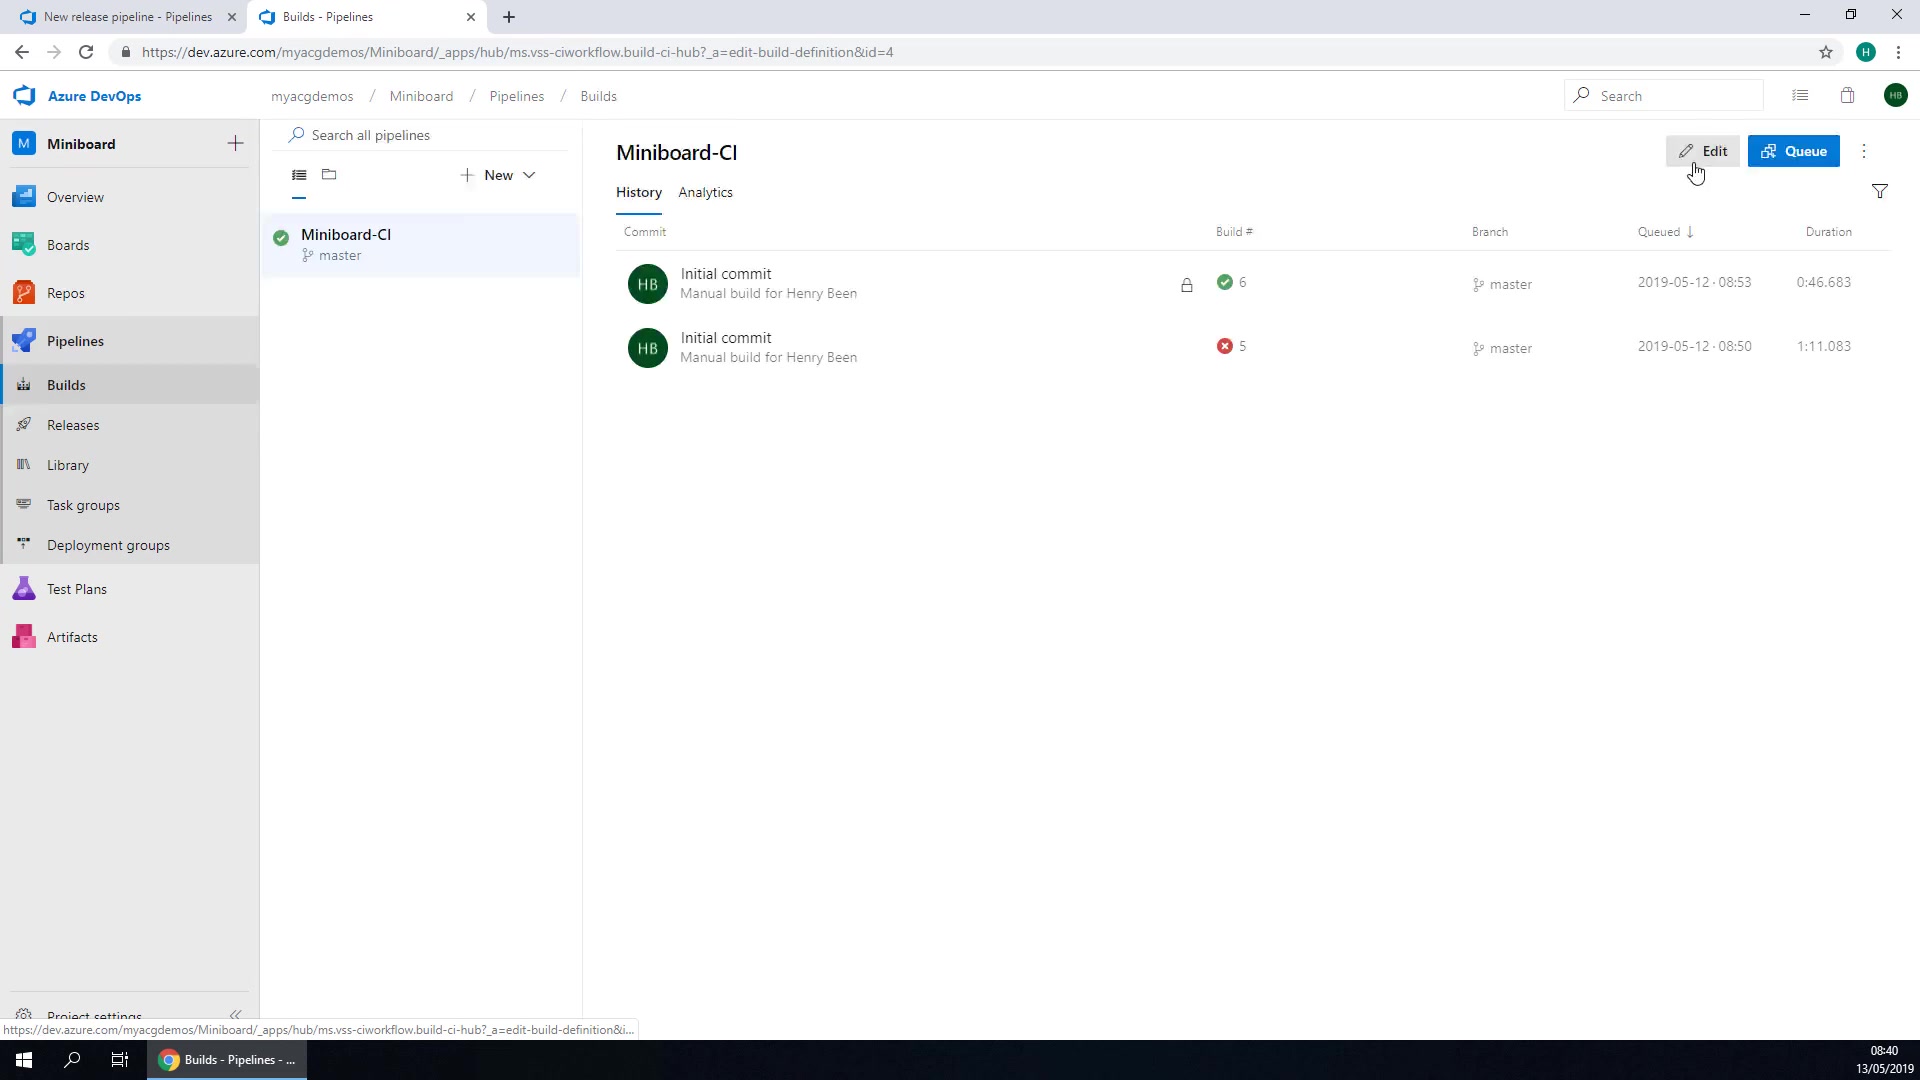 New release pipeline - Pipelines
Builds - Pipelines
https://dev.azure.com/myacgdemos/Miniboard/_apps/hub/ms.vss-ciworkflow.build-ci-hub?_a=edit-build-definition&id=4
H
Azure DevOps
myacgdemos / Miniboard / Pipelines / Builds
Search
HB
M Miniboard
Overview
Boards
Repos
Pipelines
Builds
Releases
Library
Task groups
Deployment groups
Test Plans
Artifacts
Project settings
Search all pipelines
New
Miniboard-CI
master
Miniboard-CI
Edit
Queue
History Analytics
Commit Build # Branch Queued Duration
HB Initial commit 6 master 2019-05-12 · 08:53 0:46.683
Manual build for Henry Been
HB Initial commit 5 master 2019-05-12 · 08:50 1:11.083
Manual build for Henry Been
https://dev.azure.com/myacgdemos/Miniboard/_apps/hub/ms.vss-ciworkflow.build-ci-hub?_a=edit-build-definition&i...
Builds - Pipelines - ...
08:40
13/05/2019